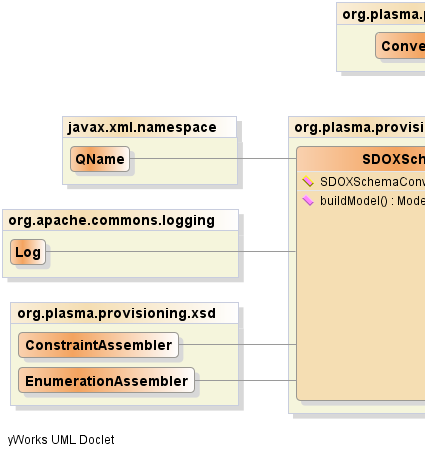 org.plasma.p
Conve
javax.xml.namespace
QName
org.plasma.provisi
SDOXSch
SDOXSchemaConv
buildModel() : Mode
org.apache.commons.logging
Log
org.plasma.provisioning.xsd
ConstraintAssembler
EnumerationAssembler
yWorks UML Doclet